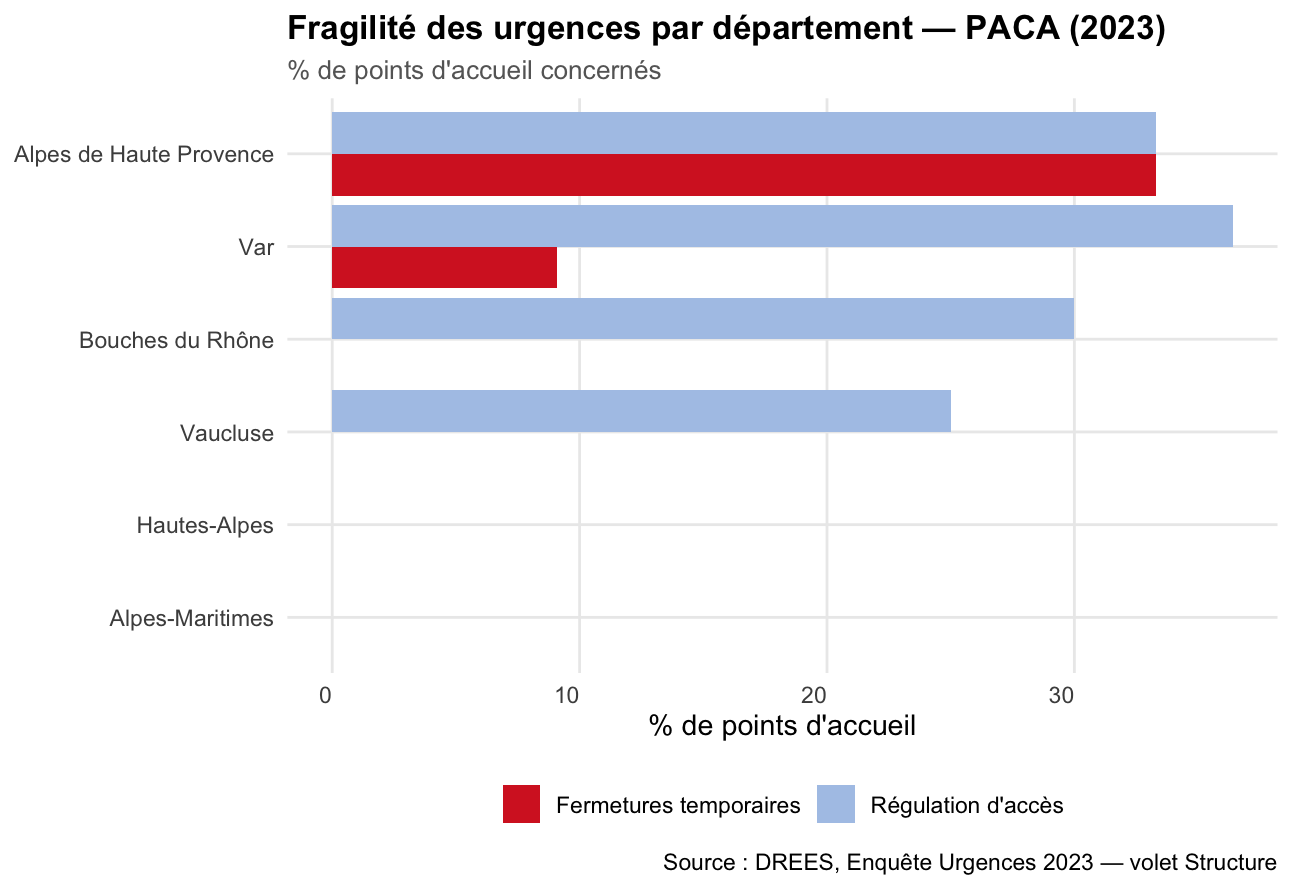 Fragilité des urgences par département — PACA (2023)
% de points d'accueil concernés
Alpes de Haute Provence
Var
Bouches du Rhône
Vaucluse
Hautes-Alpes
Alpes-Maritimes
0 10 20 30
% de points d'accueil
Fermetures temporaires Régulation d'accès
Source : DREES, Enquête Urgences 2023 — volet Structure